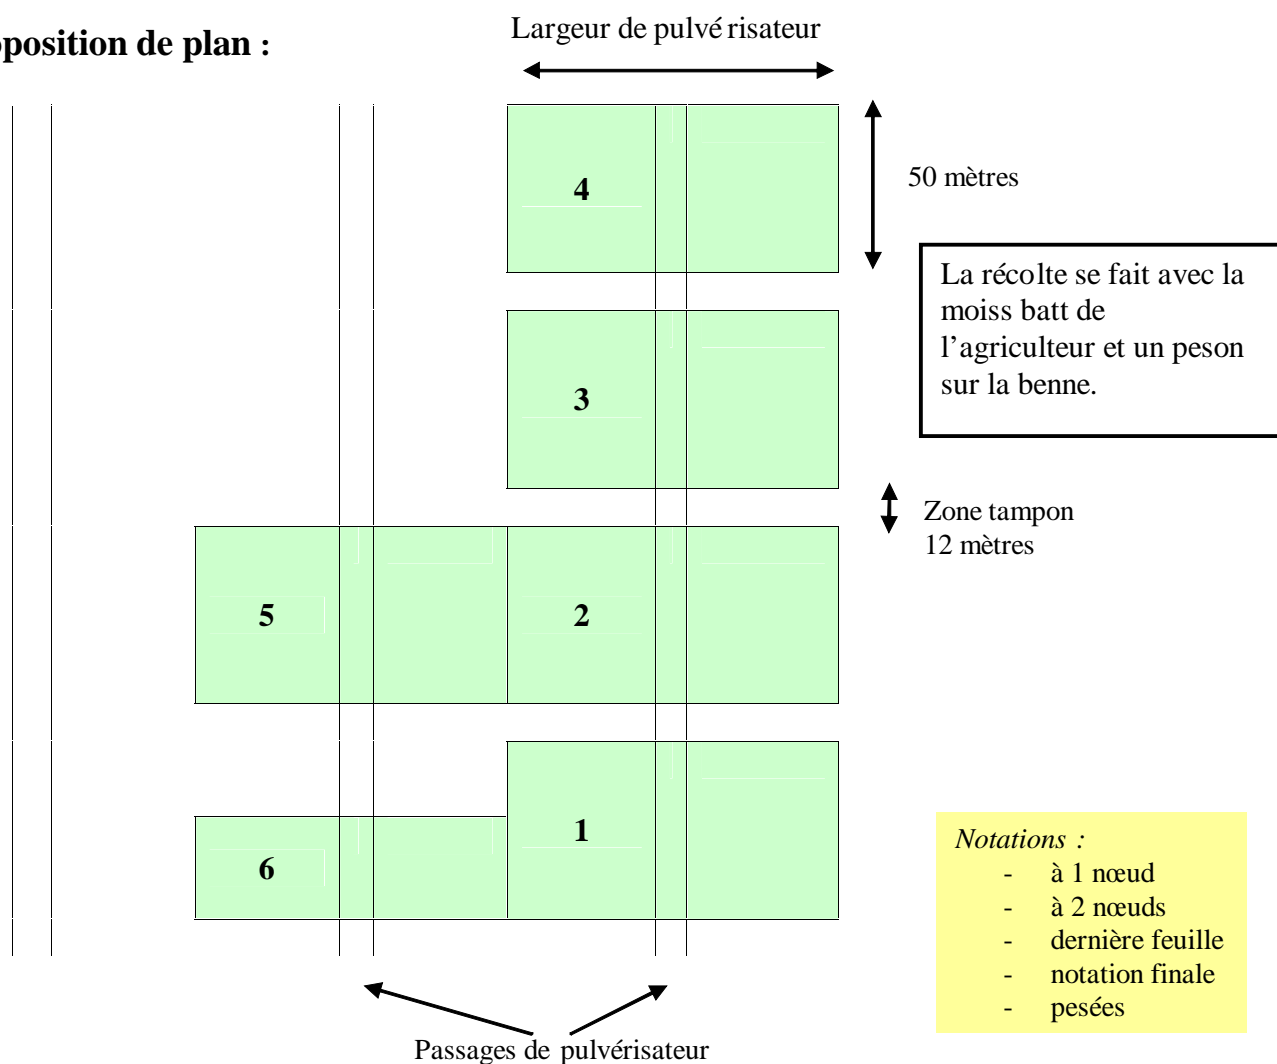 position de plan :
Largeur de pulvé risateur
4
50 mètres
La récolte se fait avec la
moiss batt de
l’agriculteur et un peson
sur la benne.
3
Zone tampon
12 mètres
5
2
1
6
Notations :
- à 1 nœud
- à 2 nœuds
- dernière feuille
- notation finale
- pesées
Passages de pulvérisateur